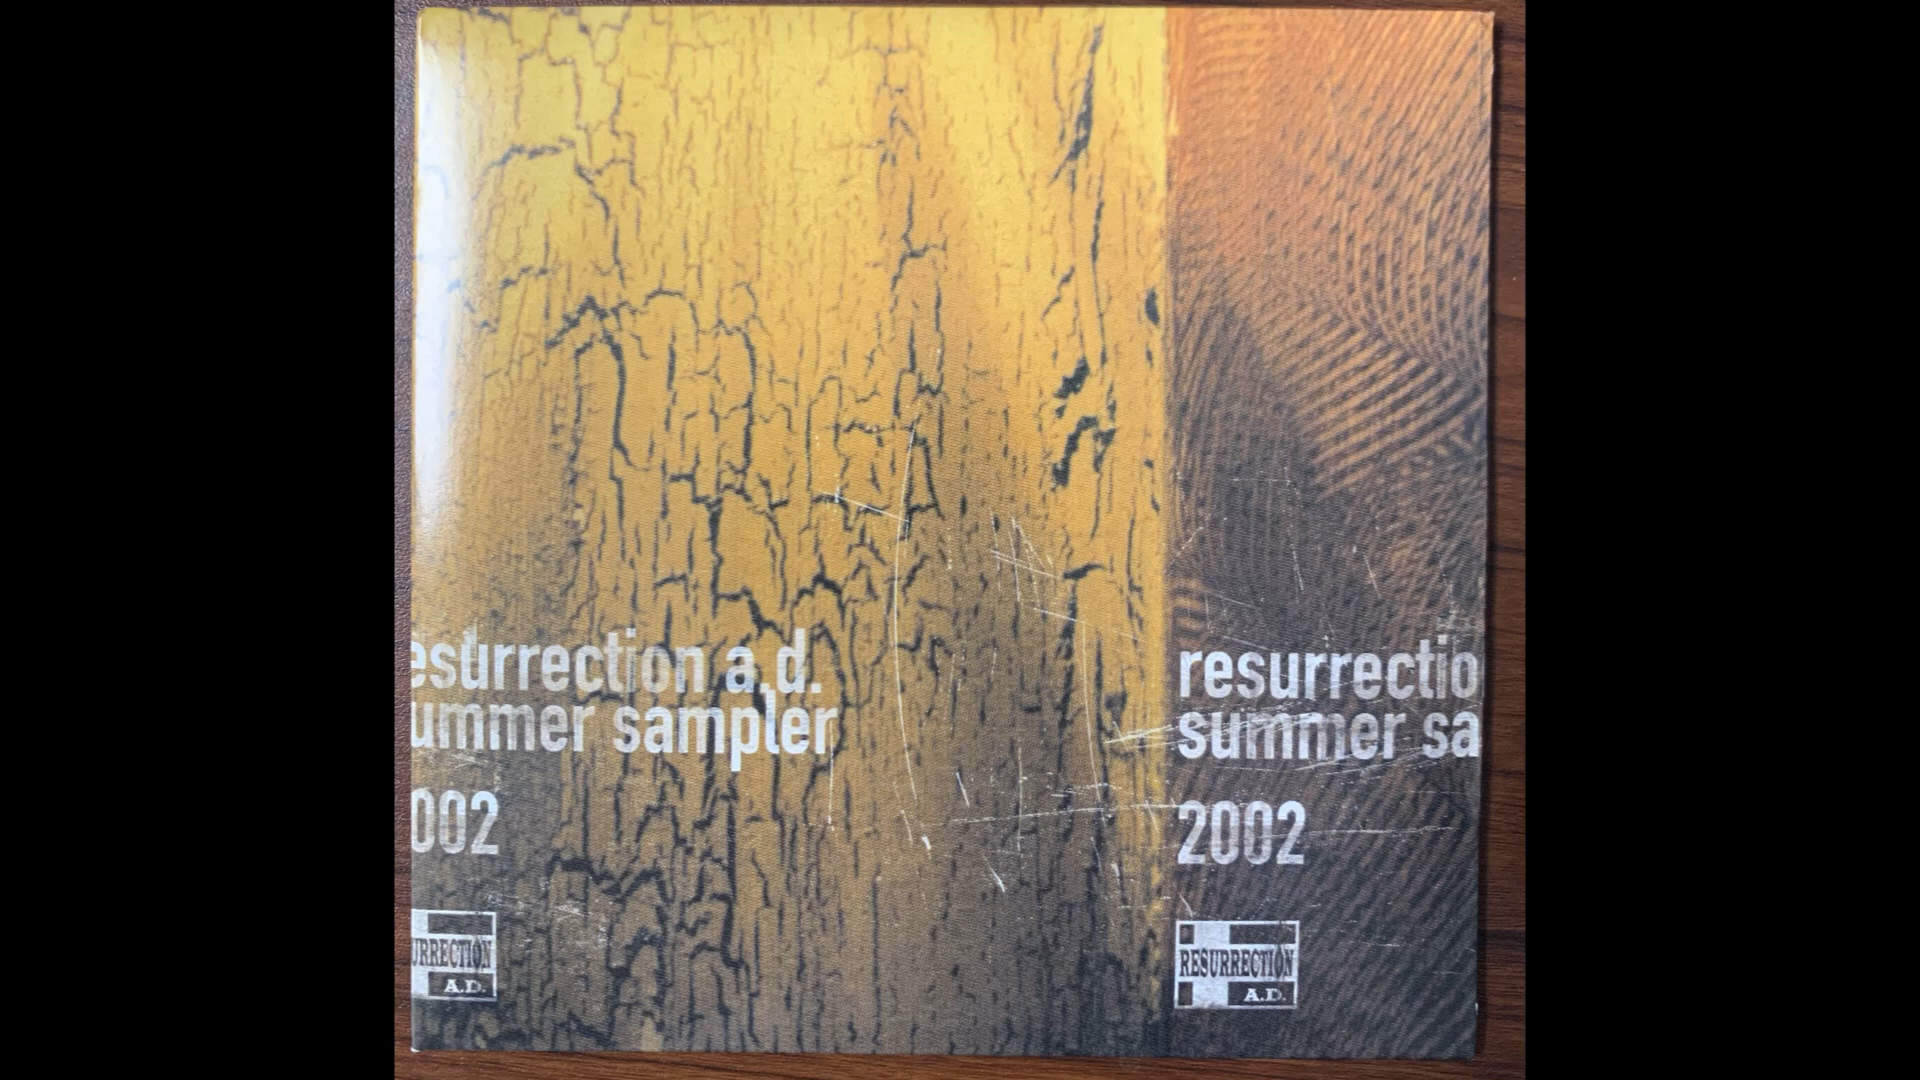 esurrection a.d.
ummer sampler
002
URRECTION
A.D.
resurrectio
summer sa
2002
RESURRECTION
A.D.